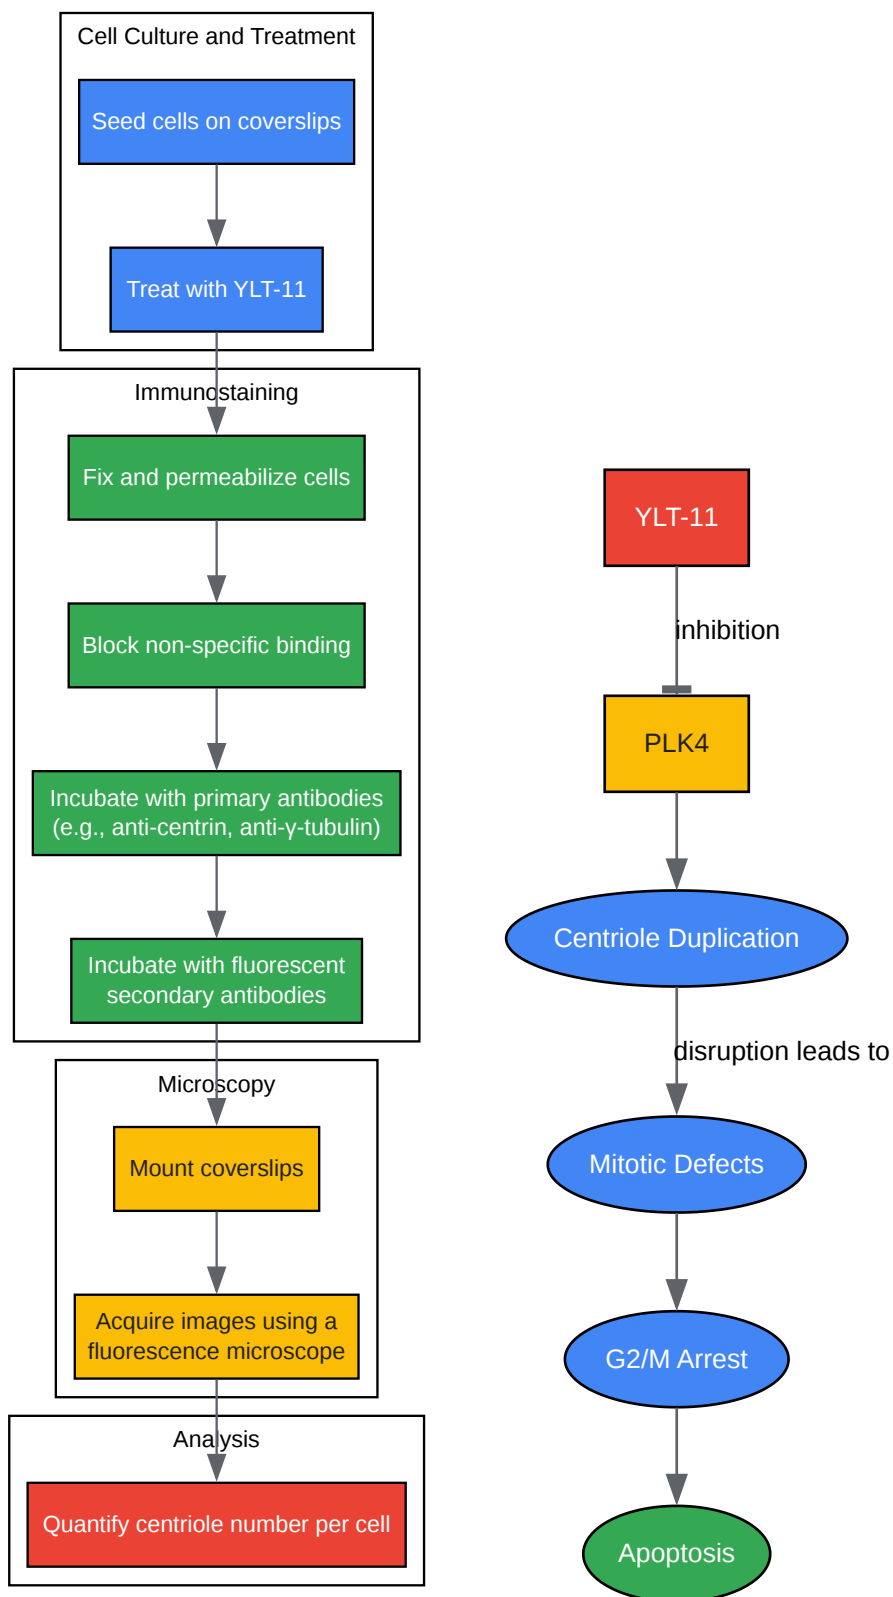 Cell Culture and Treatment
Seed cells on coverslips
Treat with YLT-11
Immunostaining
Fix and permeabilize cells
Block non-specific binding
Incubate with primary antibodies
(e.g., anti-centrin, anti-γ-tubulin)
Incubate with fluorescent
secondary antibodies
Microscopy
Mount coverslips
Acquire images using a
fluorescence microscope
Analysis
Quantify centriole number per cell
YLT-11
inhibition
PLK4
Centriole Duplication
disruption leads to
Mitotic Defects
G2/M Arrest
Apoptosis